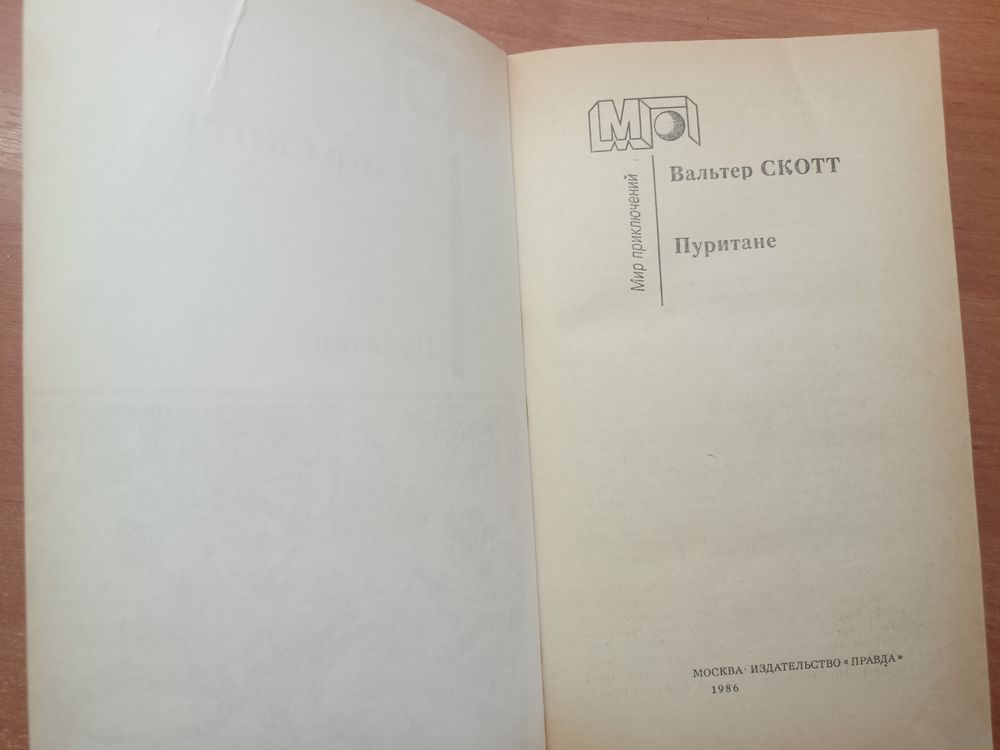 МП
Мир приключений
Вальтер СКОТТ
Пуритане
МОСКВА · ИЗДАТЕЛЬСТВО «ПРАВДА»
1986